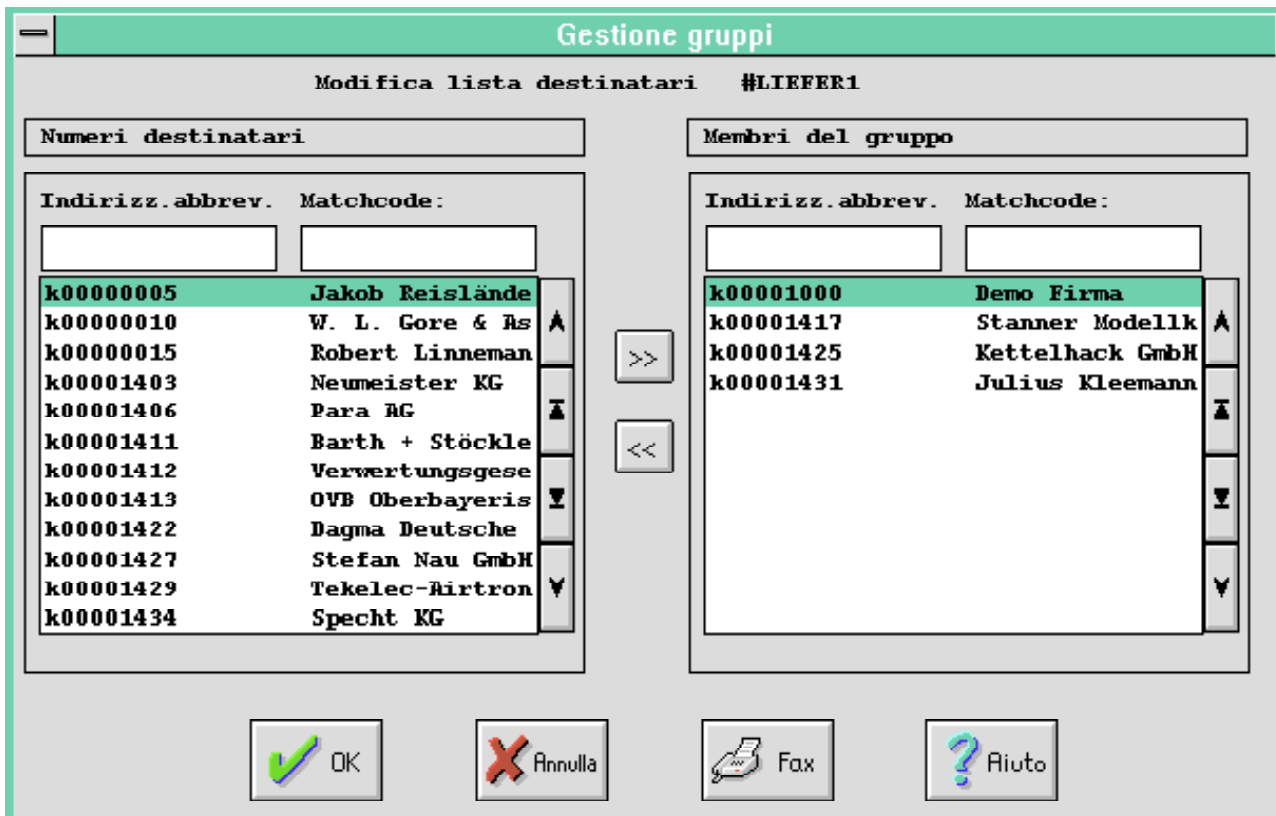 Gestione gruppi
Modifica lista destinatari #LIEFER1
Numeri destinatari
Membri del gruppo
Indirizz.abbrev. Matchcode:
k00000005 Jakob Reislände
k00000010 W. L. Gore & As
k00000015 Robert Linneman
k00001403 Neumeister KG
k00001406 Para AG
k00001411 Barth + Stöckle
k00001412 Verwertungsgese
k00001413 OVB Oberbayeris
k00001422 Dagma Deutsche
k00001427 Stefan Nau GmbH
k00001429 Tekelec-Airtron
k00001434 Specht KG
>>
<<
Indirizz.abbrev. Matchcode:
k00001000 Demo Firma
k00001417 Stanner Modellk
k00001425 Kettelhack GmbH
k00001431 Julius Kleemann
OK
Annulla
Fax
Aiuto